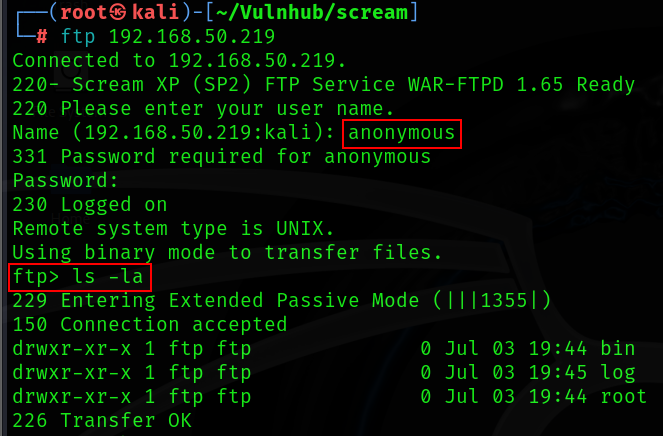 ┌──(root㉿kali)-[~/Vulnhub/scream]
└─# ftp 192.168.50.219
Connected to 192.168.50.219.
220- Scream XP (SP2) FTP Service WAR-FTPD 1.65 Ready
220 Please enter your user name.
Name (192.168.50.219:kali): anonymous
331 Password required for anonymous
Password:
230 Logged on
Remote system type is UNIX.
Using binary mode to transfer files.
ftp> ls -la
229 Entering Extended Passive Mode (|||1355|)
150 Connection accepted
drwxr-xr-x 1 ftp ftp              0 Jul 03 19:44 bin
drwxr-xr-x 1 ftp ftp              0 Jul 03 19:45 log
drwxr-xr-x 1 ftp ftp              0 Jul 03 19:44 root
226 Transfer OK